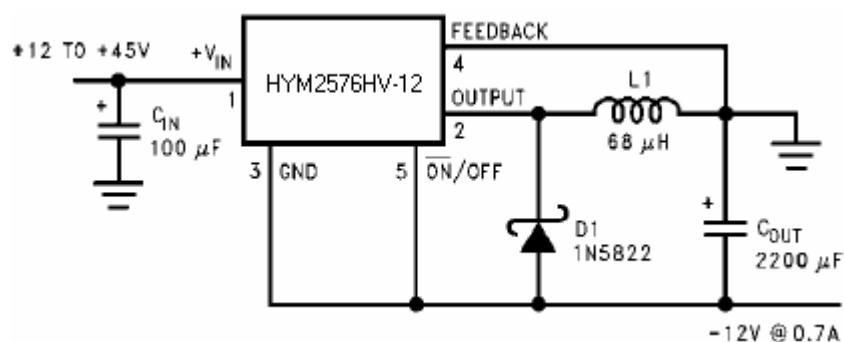 +12 TO +45V
+VIN
1
HYM2576HV-12
FEEDBACK
4
OUTPUT
2
L1
68 μH
+
CIN
100 μF
3
GND
5
ON/OFF
D1
1N5822
+
COUT
2200 μF
-12V @ 0.7A